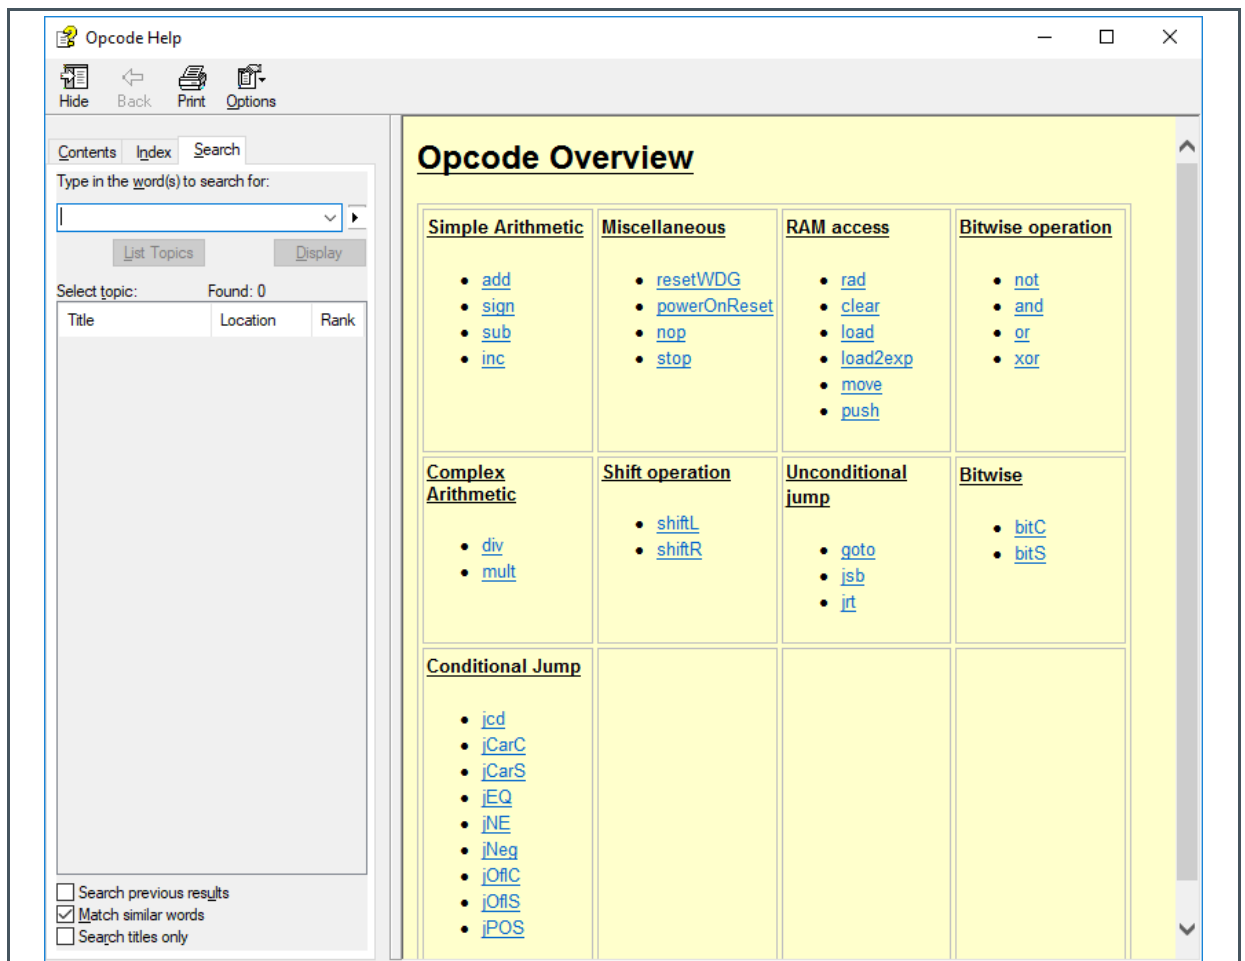 Opcode Help
Hide Back Print Options
Contents Index Search
Type in the word(s) to search for:
List Topics Display
Select topic: Found: 0
Title Location Rank
Search previous results
Match similar words
Search titles only
Opcode Overview
Simple Arithmetic
add
sign
sub
inc
Miscellaneous
resetWDG
powerOnReset
nop
stop
RAM access
rad
clear
load
load2exp
move
push
Bitwise operation
not
and
or
xor
Complex
Arithmetic
div
mult
Shift operation
shiftL
shiftR
Unconditional
jump
goto
jsb
jrt
Bitwise
bitC
bitS
Conditional Jump
jcd
jCarC
jCarS
jEQ
jNE
jNeg
jOflC
jOflS
jPOS